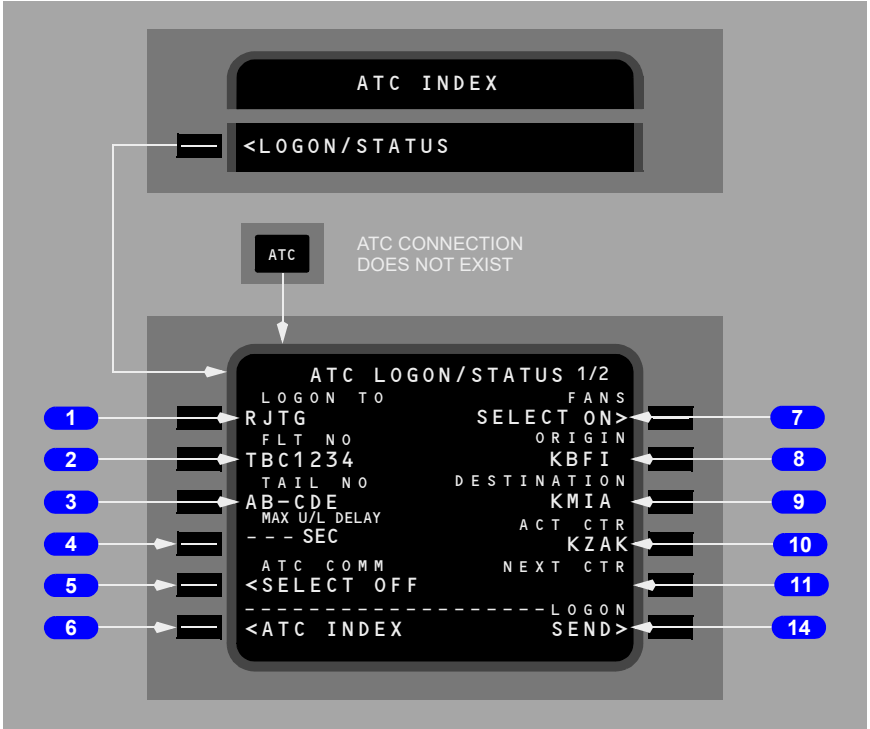 ATC INDEX
<LOGON/STATUS
ATC
ATC CONNECTION
DOES NOT EXIST
ATC LOGON/STATUS 1/2
LOGON TO FANS
1 RJTG SELECT ON> 7
FLT NO ORIGIN
2 TBC1234 KBFI 8
TAIL NO DESTINATION
3 AB-CDE KMIA 9
MAX U/L DELAY ACT CTR
4 --- SEC KZAK 10
ATC COMM NEXT CTR
5 <SELECT OFF 11
-------------------LOGON
6 <ATC INDEX SEND> 14